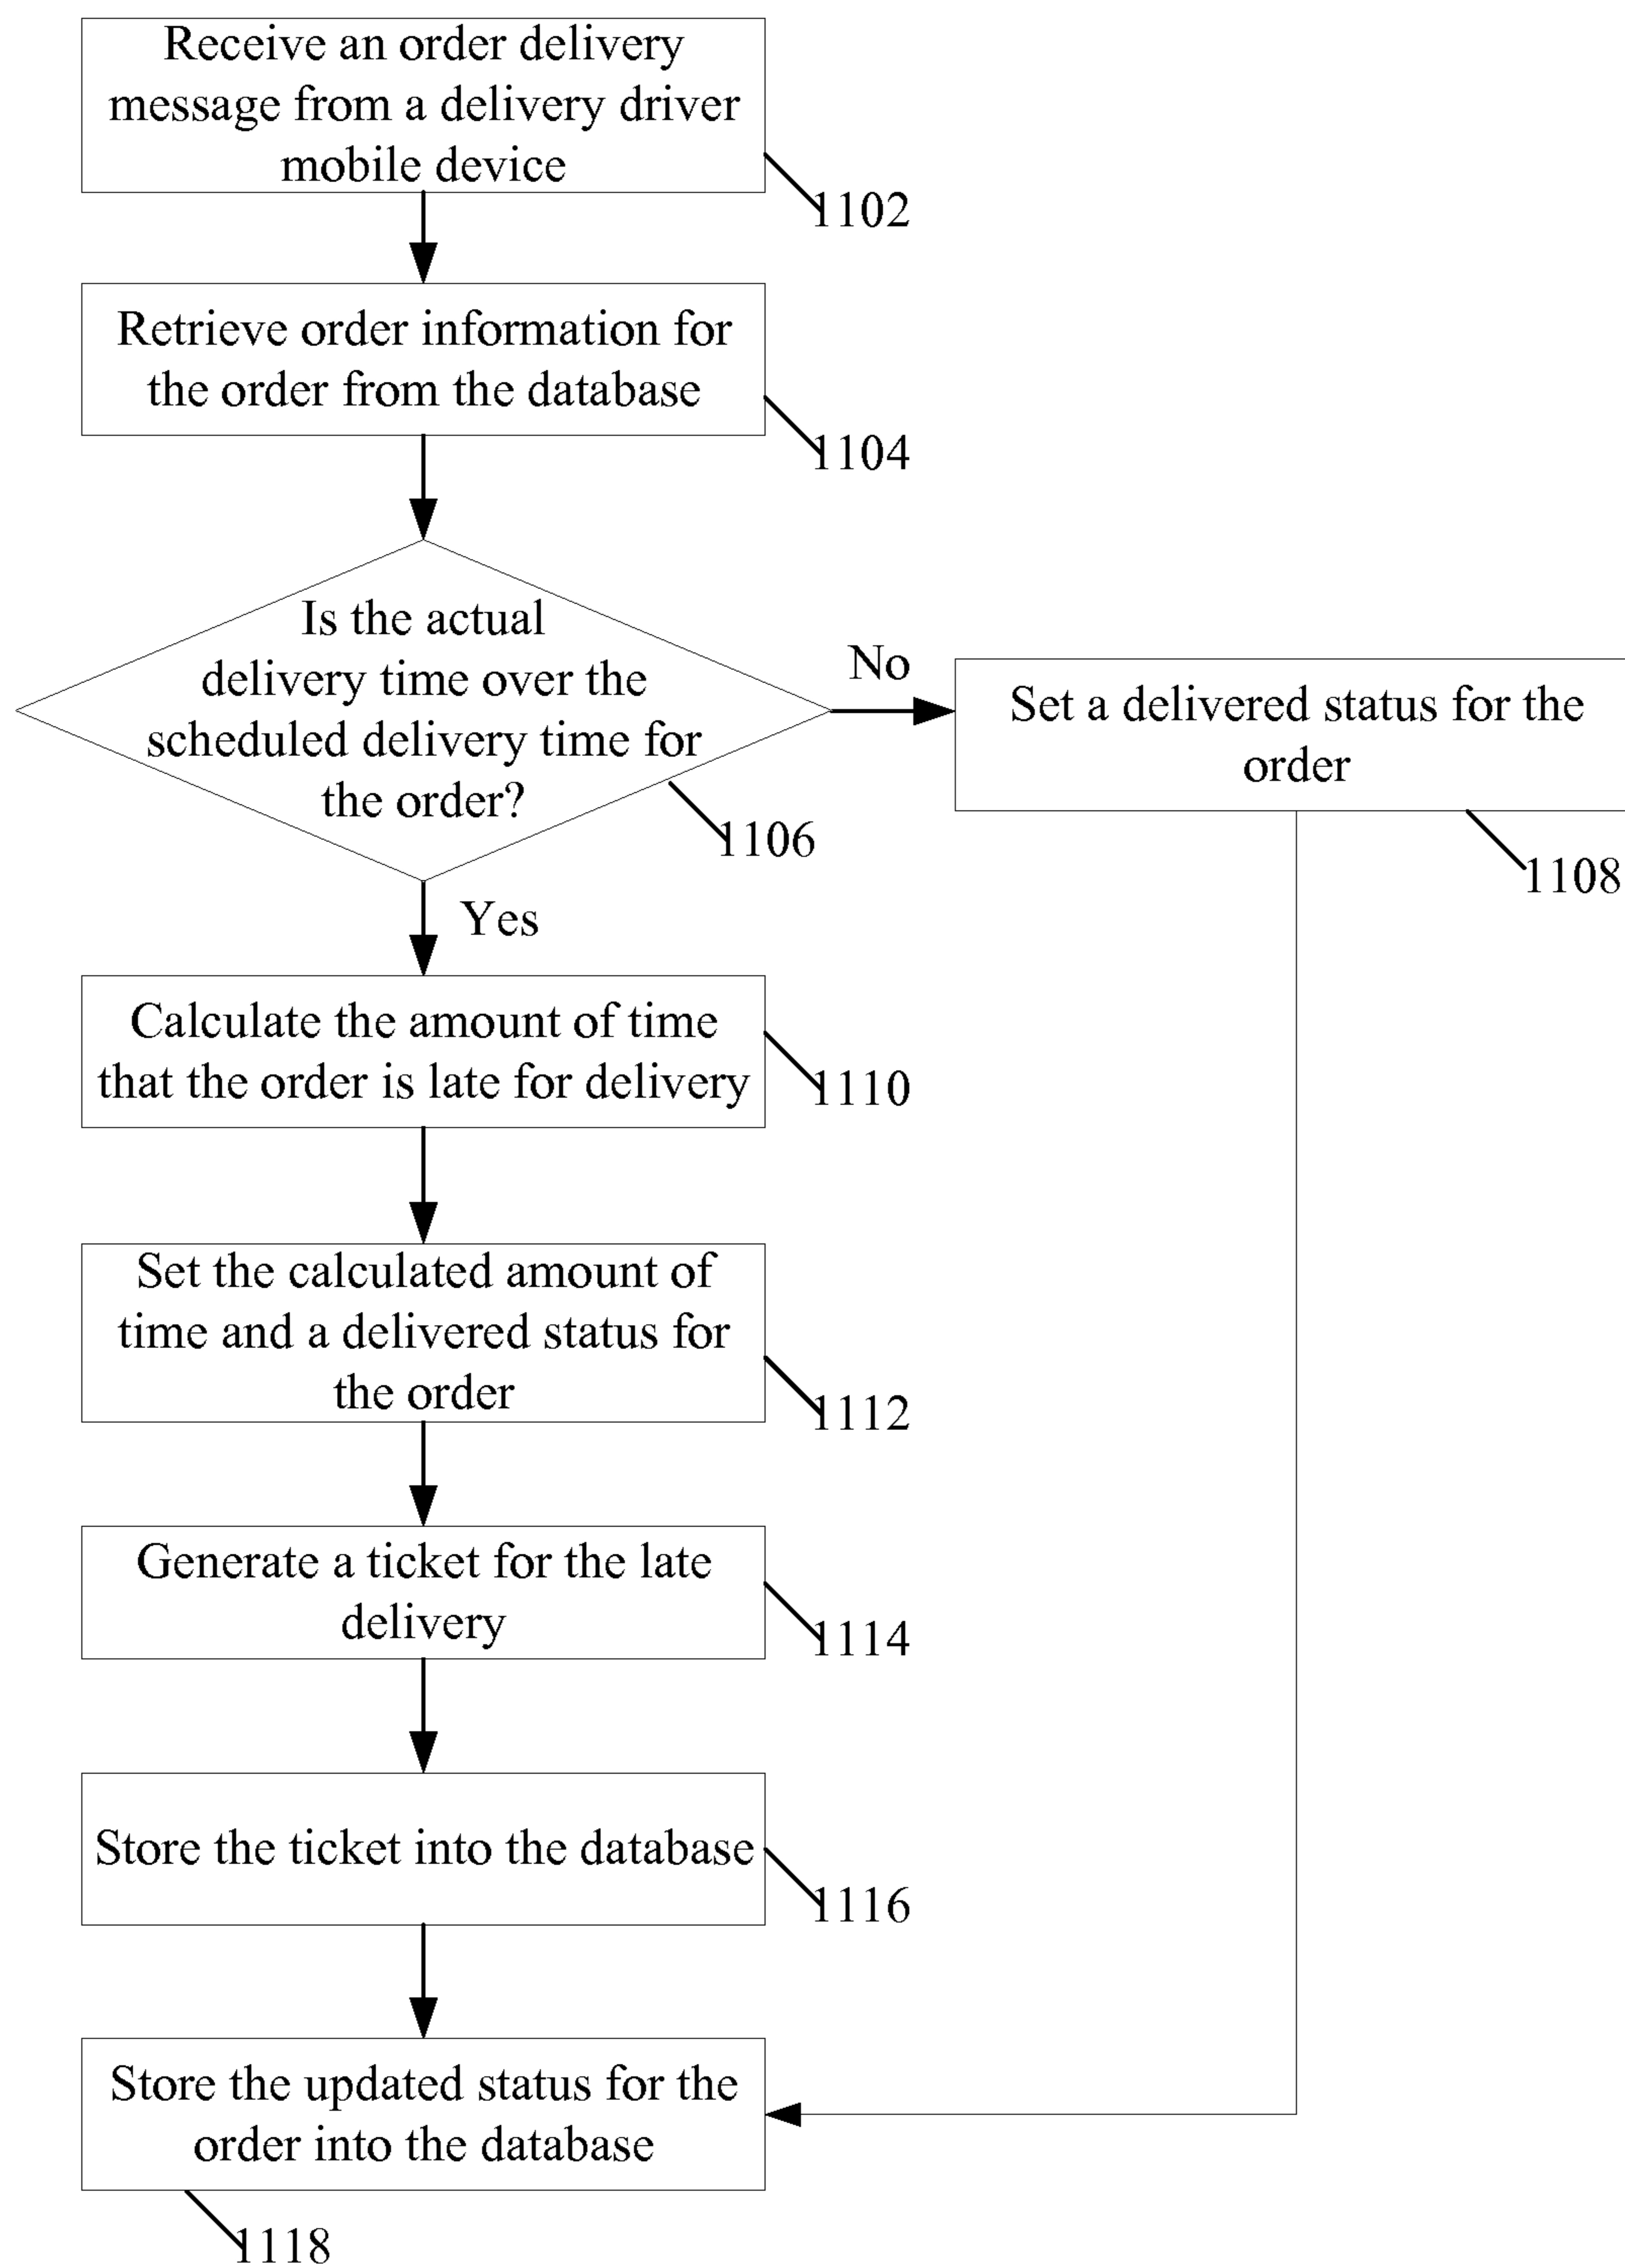 Receive an order delivery
message from a delivery driver
mobile device
1102
Retrieve order information for
the order from the database
1104
Is the actual
delivery time over the
scheduled delivery time for
the order?
1106
No
Set a delivered status for the
order
1108
Yes
Calculate the amount of time
that the order is late for delivery
1110
Set the calculated amount of
time and a delivered status for
the order
1112
Generate a ticket for the late
delivery
1114
Store the ticket into the database
1116
Store the updated status for the
order into the database
1118